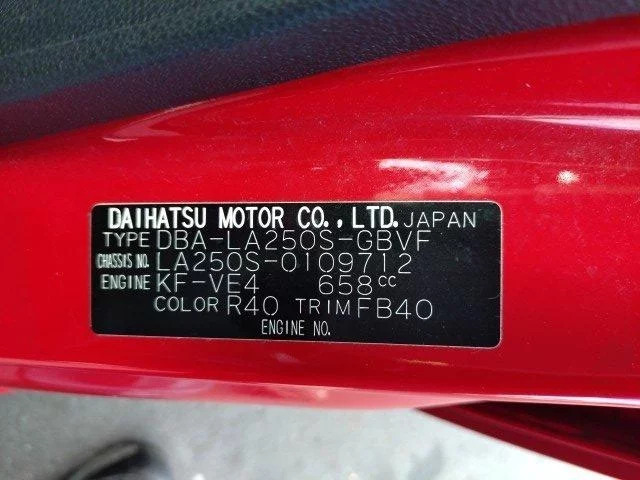 DAIHATSU MOTOR CO., LTD. JAPAN
TYPE DBA-LA250S-GBVF
CHASSIS NO. LA250S-0109712
ENGINE KF-VE4 658cc
COLOR R40 TRIM FB40
ENGINE NO.